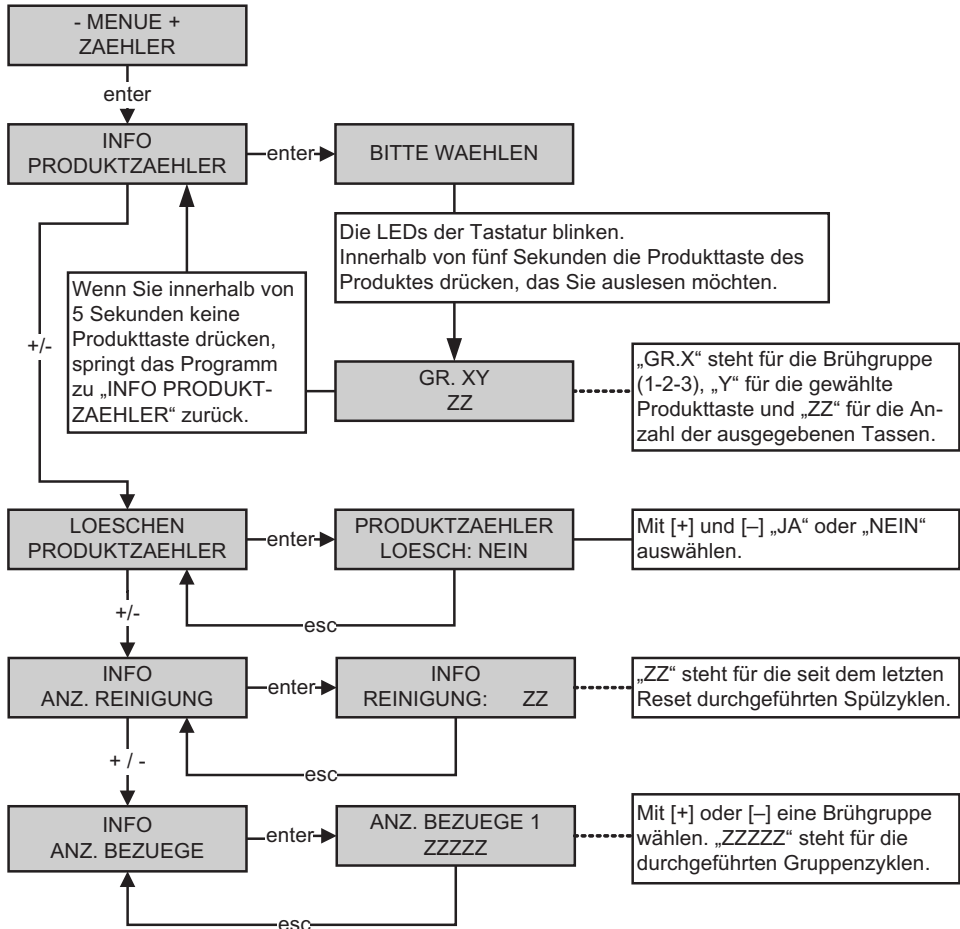 - MENUE +
ZAEHLER
enter
INFO
PRODUKTZAEHLER
enter
BITTE WAEHLEN
Die LEDs der Tastatur blinken.
Innerhalb von fünf Sekunden die Produkttaste des
Produktes drücken, das Sie auslesen möchten.
Wenn Sie innerhalb von
5 Sekunden keine
Produkttaste drücken,
springt das Programm
zu „INFO PRODUKT-
ZAEHLER“ zurück.
+/-
GR. XY
ZZ
„GR.X“ steht für die Brühgruppe
(1-2-3), „Y“ für die gewählte
Produkttaste und „ZZ“ für die An-
zahl der ausgegebenen Tassen.
LOESCHEN
PRODUKTZAEHLER
enter
PRODUKTZAEHLER
LOESCH: NEIN
Mit [+] und [–] „JA“ oder „NEIN“
auswählen.
esc
+/-
INFO
ANZ. REINIGUNG
enter
INFO
REINIGUNG: ZZ
„ZZ“ steht für die seit dem letzten
Reset durchgeführten Spülzyklen.
esc
+ / -
INFO
ANZ. BEZUEGE
enter
ANZ. BEZUEGE 1
ZZZZZ
Mit [+] oder [–] eine Brühgruppe
wählen. „ZZZZZ“ steht für die
durchgeführten Gruppenzyklen.
esc